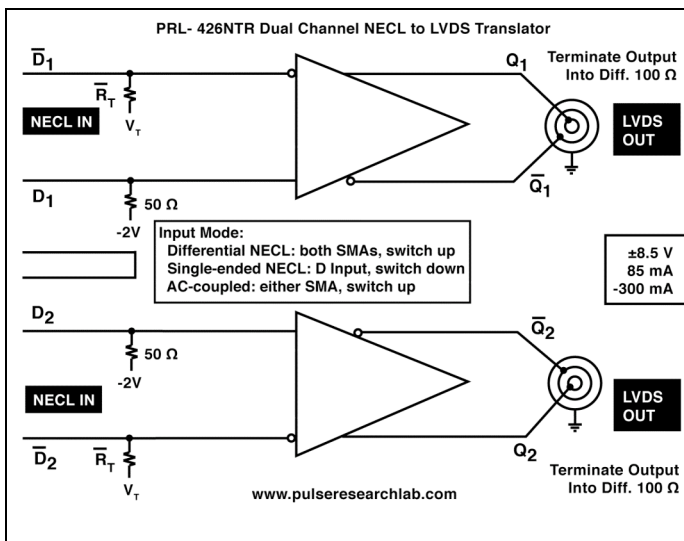 PRL- 426NTR Dual Channel NECL to LVDS Translator
D̅1
Q1
Terminate Output
Into Diff. 100 Ω
R̅T
VT
NECL IN
LVDS
OUT
D1
50 Ω
-2V
Q̅1
Input Mode:
Differential NECL: both SMAs, switch up
Single-ended NECL: D Input, switch down
AC-coupled: either SMA, switch up
±8.5 V
85 mA
-300 mA
D2
50 Ω
-2V
Q̅2
NECL IN
LVDS
OUT
D̅2
R̅T
VT
Q2
Terminate Output
Into Diff. 100 Ω
www.pulseresearchlab.com